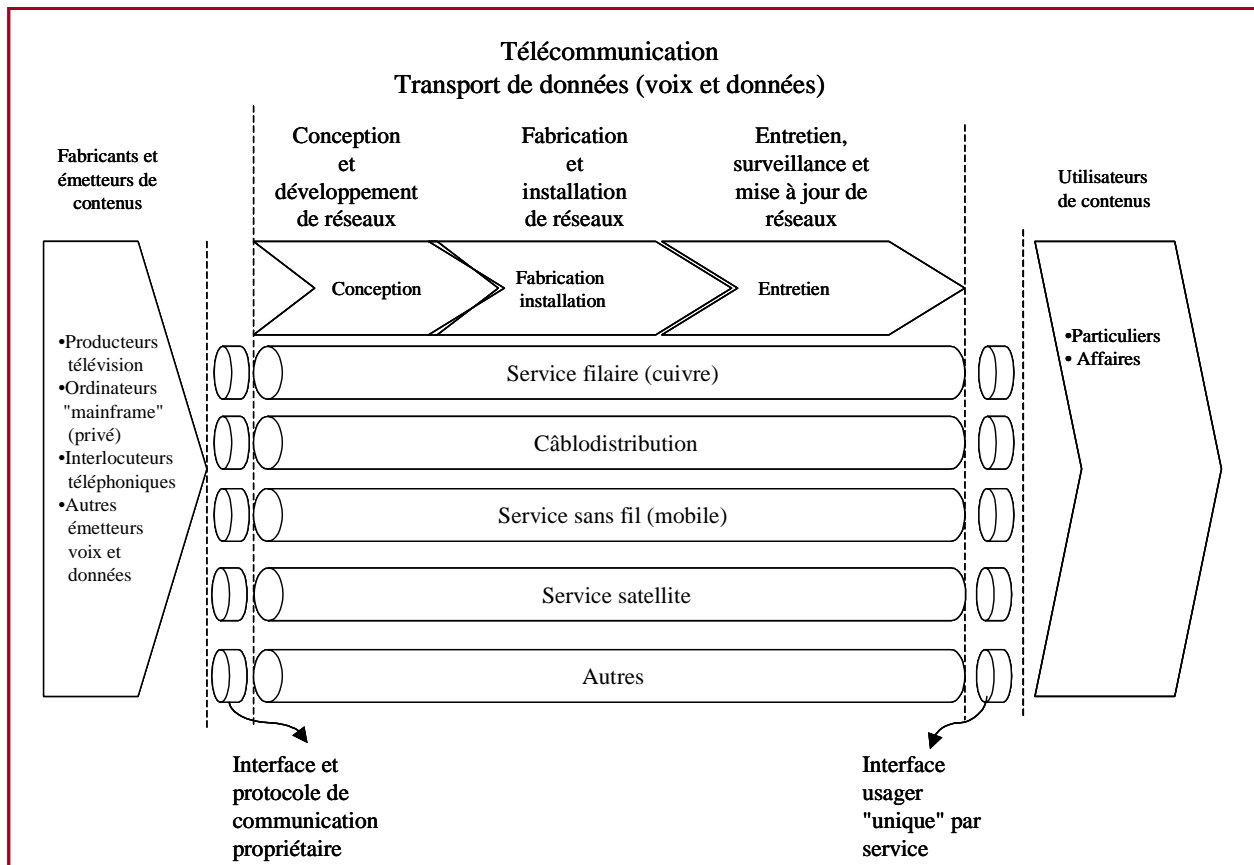 Télécommunication
Transport de données (voix et données)
Fabricants et
émetteurs de
contenus
Conception
et
développement
de réseaux
Fabrication
et
installation
de réseaux
Entretien,
surveillance et
mise à jour de
réseaux
Utilisateurs
de contenus
Conception
Fabrication
installation
Entretien
•Producteurs
télévision
•Ordinateurs
"mainframe"
(privé)
•Interlocuteurs
téléphoniques
•Autres
émetteurs
voix et
données
Service filaire (cuivre)
Câblodistribution
Service sans fil (mobile)
Service satellite
Autres
•Particuliers
• Affaires
Interface et
protocole de
communication
propriétaire
Interface
usager
"unique" par
service